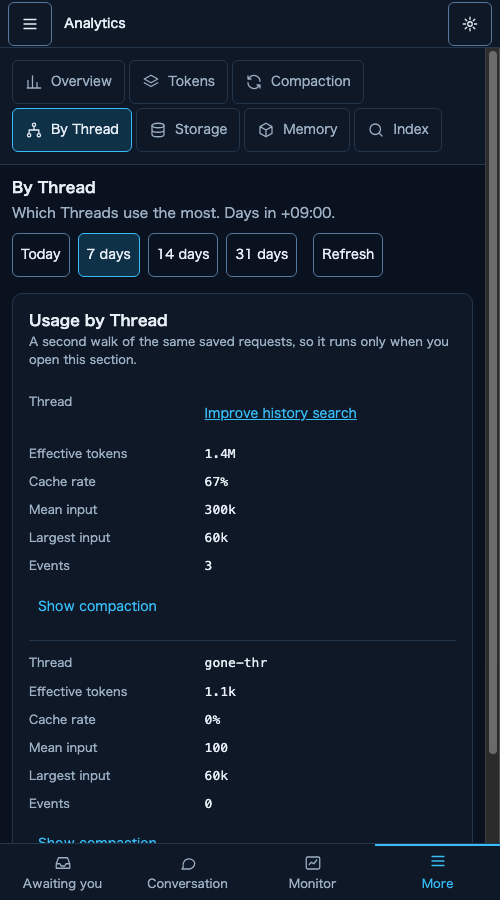 Analytics
Overview
Tokens
Compaction
By Thread
Storage
Memory
Index
By Thread
Which Threads use the most. Days in +09:00.
Today
7 days
14 days
31 days
Refresh
Usage by Thread
A second walk of the same saved requests, so it runs only when you
open this section.
Thread
Improve history search
Effective tokens 1.4M
Cache rate 67%
Mean input 300k
Largest input 60k
Events 3
Show compaction
Thread gone-thr
Effective tokens 1.1k
Cache rate 0%
Mean input 100
Largest input 60k
Events 0
Show compaction
Awaiting you
Conversation
Monitor
More